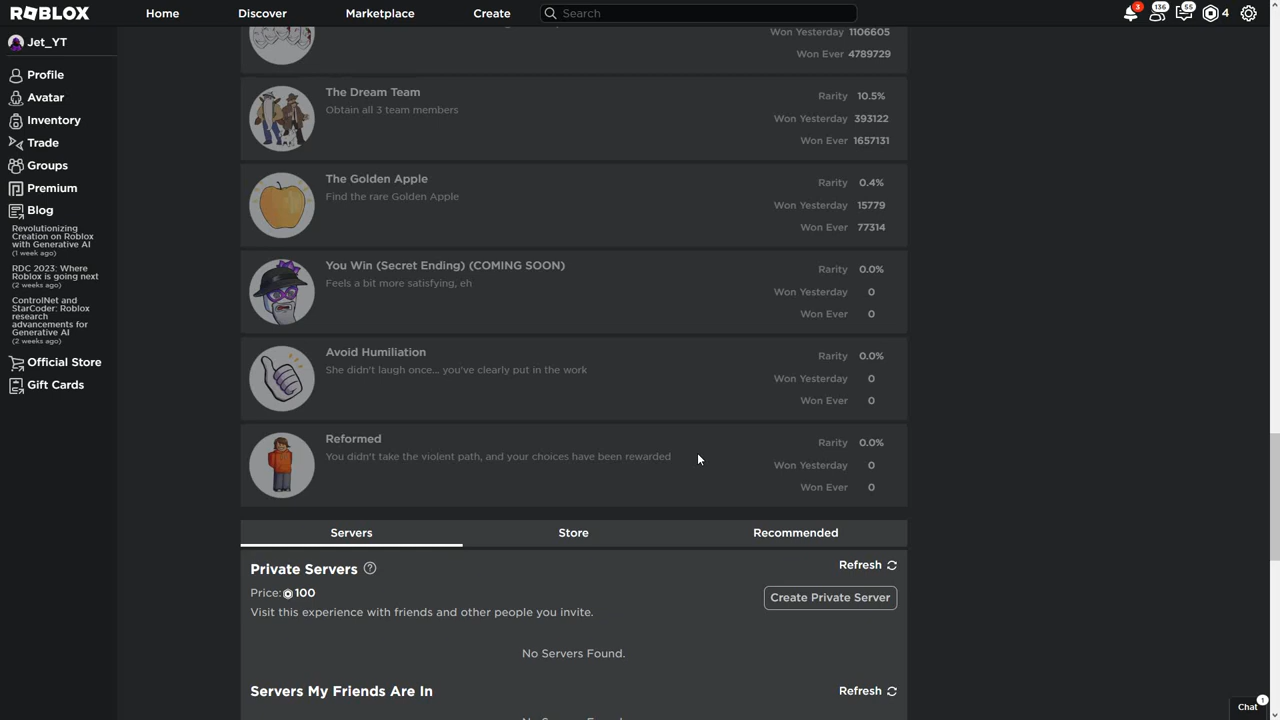 ROBLOX
Home
Discover
Marketplace
Create
Search
3
136
55
4
Jet_YT
Profile
Avatar
Inventory
Trade
Groups
Premium
Blog
Revolutionizing
Creation on Roblox
with Generative AI
(1 week ago)
RDC 2023: Where
Roblox is going next
(2 weeks ago)
ControlNet and
StarCoder: Roblox
research
advancements for
Generative AI
(2 weeks ago)
Official Store
Gift Cards
Won Yesterday 1106605
Won Ever 4789729
The Dream Team
Obtain all 3 team members
Rarity 10.5%
Won Yesterday 393122
Won Ever 1657131
The Golden Apple
Find the rare Golden Apple
Rarity 0.4%
Won Yesterday 15779
Won Ever 77314
You Win (Secret Ending) (COMING SOON)
Feels a bit more satisfying, eh
Rarity 0.0%
Won Yesterday 0
Won Ever 0
Avoid Humiliation
She didn't laugh once... you've clearly put in the work
Rarity 0.0%
Won Yesterday 0
Won Ever 0
Reformed
You didn't take the violent path, and your choices have been rewarded
Rarity 0.0%
Won Yesterday 0
Won Ever 0
Servers
Store
Recommended
Private Servers ?
Refresh
Price: 100
Create Private Server
Visit this experience with friends and other people you invite.
No Servers Found.
Servers My Friends Are In
Refresh
Chat
1